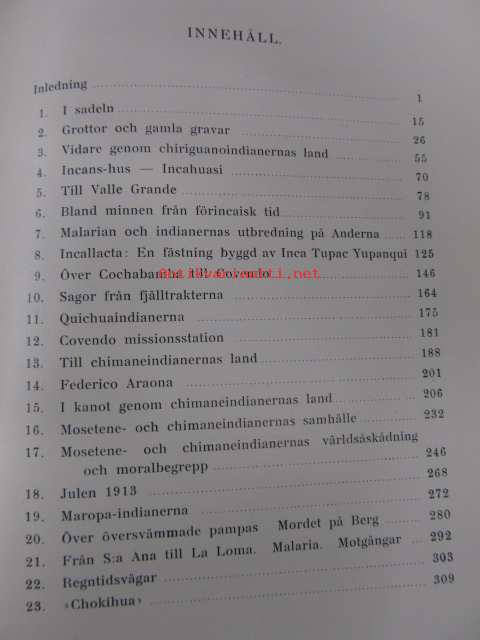 INNEHÅLL.
Inledning 1
1. I sadeln 15
2. Grottor och gamla gravar 26
3. Vidare genom chiriguanoindianernas land 55
4. Incans-hus — Incahuasi 70
5. Till Valle Grande 78
6. Bland minnen från förincaisk tid 91
7. Malarian och indianernas utbredning på Anderna 118
8. Incallacta: En fästning byggd av Inca Tupac Yupanqui 125
9. Över Cochabamba till Covendo 146
10. Sagor från fjälltrakterna 164
11. Quichuaindianerna 175
12. Covendo missionsstation 181
13. Till chimaneindianernas land 188
14. Federico Araona 201
15. I kanot genom chimaneindianernas land 206
16. Mosetene- och chimaneindianernas samhälle 232
17. Mosetene- och chimaneindianernas världsåskådning
och moralbegrepp 246
18. Julen 1913 268
19. Maropa-indianerna 272
20. Över översvämmade pampas Mordet på Berg 280
21. Från S:a Ana till La Loma. Malaria. Motgångar 292
22. Regntidsvägar 303
23. «Chokihua» 309